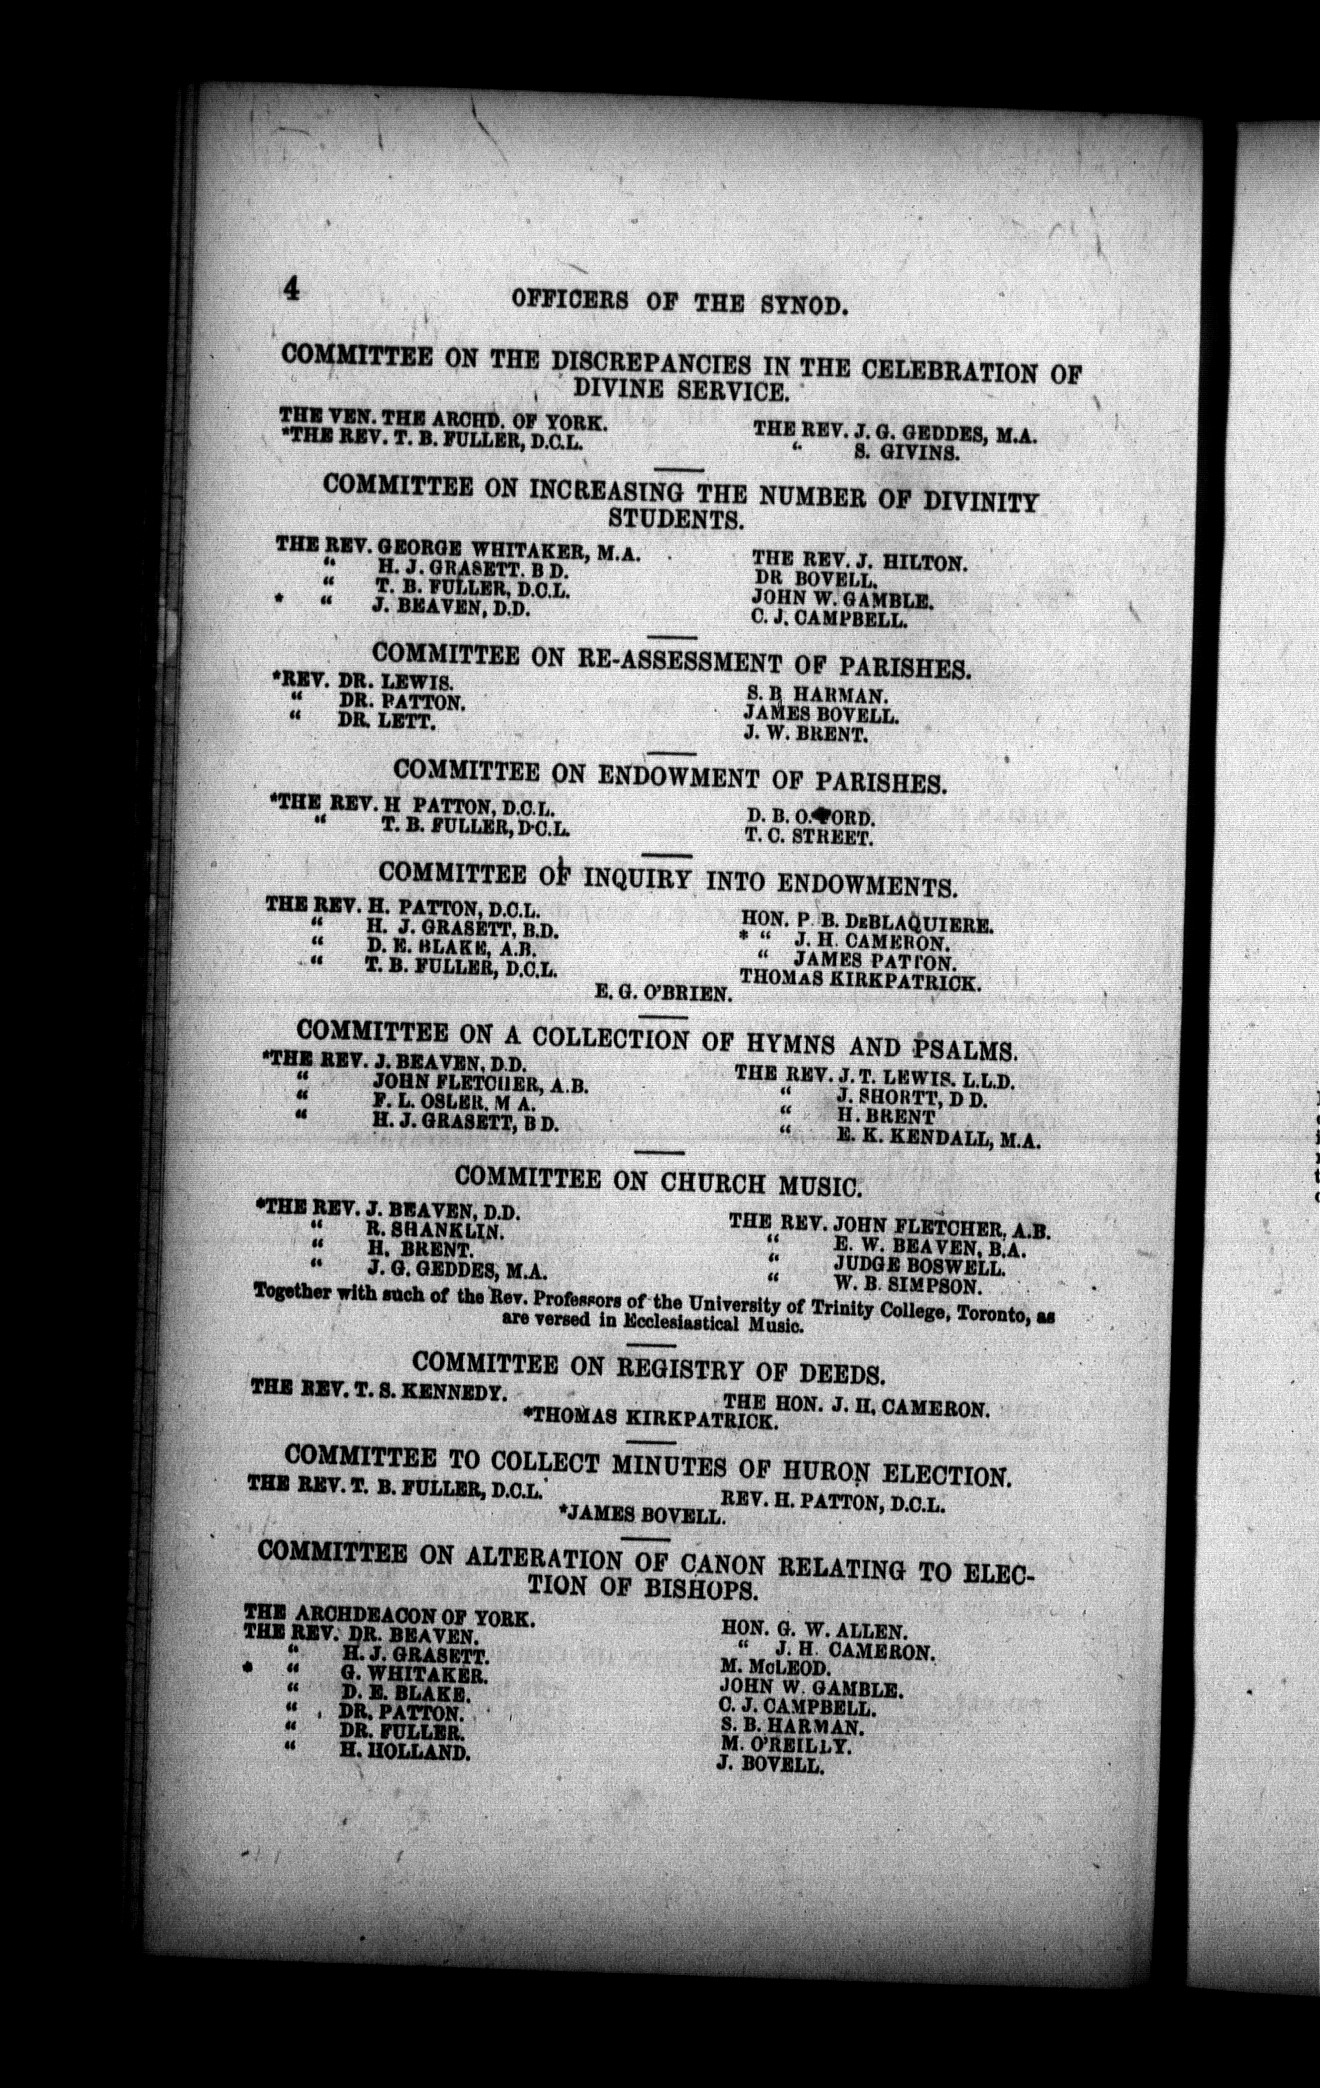 4
OFFICERS OF THE SYNOD.
COMMITTEE ON THE DISCREPANCIES IN THE CELEBRATION OF
DIVINE SERVICE.
THE VEN. THE ARCHD. OF YORK.
*THE REV. T. B. FULLER, D.C.L.
THE REV. J. G. GEDDES, M.A.
“ S. GIVINS.
COMMITTEE ON INCREASING THE NUMBER OF DIVINITY
STUDENTS.
THE REV. GEORGE WHITAKER, M.A.
“ H. J. GRASETT. B D.
“ T. B. FULLER, D.C.L.
* “ J. BEAVEN, D.D.
THE REV. J. HILTON.
DR BOVELL.
JOHN W. GAMBLE.
C. J. CAMPBELL.
COMMITTEE ON RE-ASSESSMENT OF PARISHES.
*REV. DR. LEWIS.
“ DR. PATTON.
“ DR. LETT.
S. B HARMAN.
JAMES BOVELL.
J. W. BRENT.
COMMITTEE ON ENDOWMENT OF PARISHES.
*THE REV. H PATTON, D.C.L.
“ T. B. FULLER, D.C.L.
D. B. O. FORD.
T. C. STREET.
COMMITTEE OF INQUIRY INTO ENDOWMENTS.
THE REV. H. PATTON, D.C.L.
“ H. J. GRASETT, B.D.
“ D. E. BLAKE, A.B.
“ T. B. FULLER, D.C.L.
HON. P. B. DEBLAQUIERE.
* “ J. H. CAMERON.
“ JAMES PATTON.
THOMAS KIRKPATRICK.
E. G. O'BRIEN.
COMMITTEE ON A COLLECTION OF HYMNS AND PSALMS.
*THE REV. J. BEAVEN, D.D.
“ JOHN FLETCHER, A.B.
“ F. L. OSLER. M A.
“ H. J. GRASETT, B D.
THE REV. J. T. LEWIS. L.L.D.
“ J. SHORTT, D D.
“ H. BRENT
“ E. K. KENDALL, M.A.
COMMITTEE ON CHURCH MUSIC.
*THE REV. J. BEAVEN, D.D.
“ R. SHANKLIN.
“ H. BRENT.
“ J. G. GEDDES, M.A.
THE REV. JOHN FLETCHER, A.B.
“ E. W. BEAVEN, B.A.
“ JUDGE BOSWELL.
“ W. B. SIMPSON.
Together with such of the Rev. Professors of the University of Trinity College, Toronto, as
are versed in Ecclesiastical Music.
COMMITTEE ON REGISTRY OF DEEDS.
THE REV. T. S. KENNEDY.
THE HON. J. H. CAMERON.
*THOMAS KIRKPATRICK.
COMMITTEE TO COLLECT MINUTES OF HURON ELECTION.
THE REV. T. B. FULLER, D.C.L.
REV. H. PATTON, D.C.L.
*JAMES BOVELL.
COMMITTEE ON ALTERATION OF CANON RELATING TO ELEC-
TION OF BISHOPS.
THE ARCHDEACON OF YORK.
THE REV. DR. BEAVEN.
“ H. J. GRASETT.
* “ G. WHITAKER.
“ D. E. BLAKE.
“ DR. PATTON.
“ DR. FULLER.
“ H. HOLLAND.
HON. G. W. ALLEN.
“ J. H. CAMERON.
M. McLEOD.
JOHN W. GAMBLE.
C. J. CAMPBELL.
S. B. HARMAN.
M. O'REILLY.
J. BOVELL.